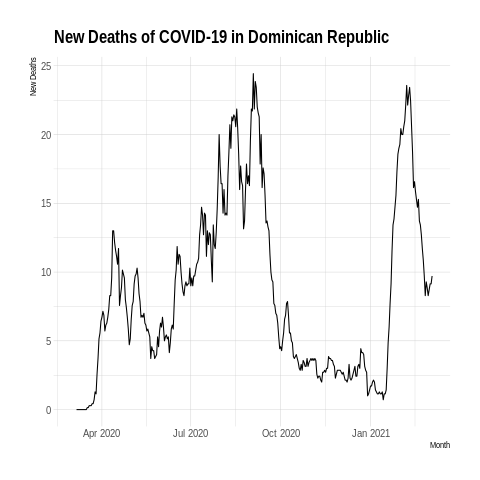 New Deaths of COVID-19 in Dominican Republic
New Deaths
25
20
15
10
5
0
Apr 2020 Jul 2020 Oct 2020 Jan 2021
Month